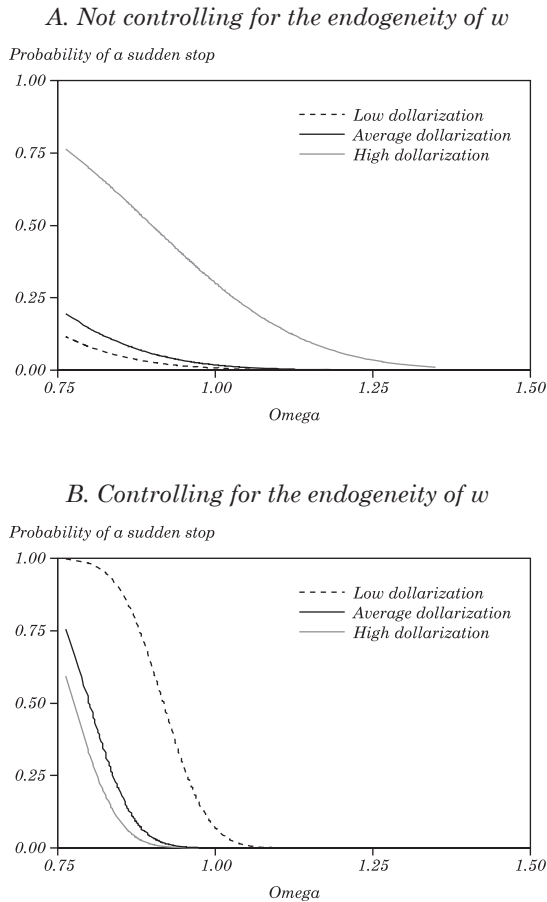 A. Not controlling for the endogeneity of w
Probability of a sudden stop
1.00
Low dollarization
Average dollarization
High dollarization
0.75
0.50
0.25
0.00
0.75 1.00 1.25 1.50
Omega
B. Controlling for the endogeneity of w
Probability of a sudden stop
1.00
Low dollarization
Average dollarization
High dollarization
0.75
0.50
0.25
0.00
0.75 1.00 1.25 1.50
Omega